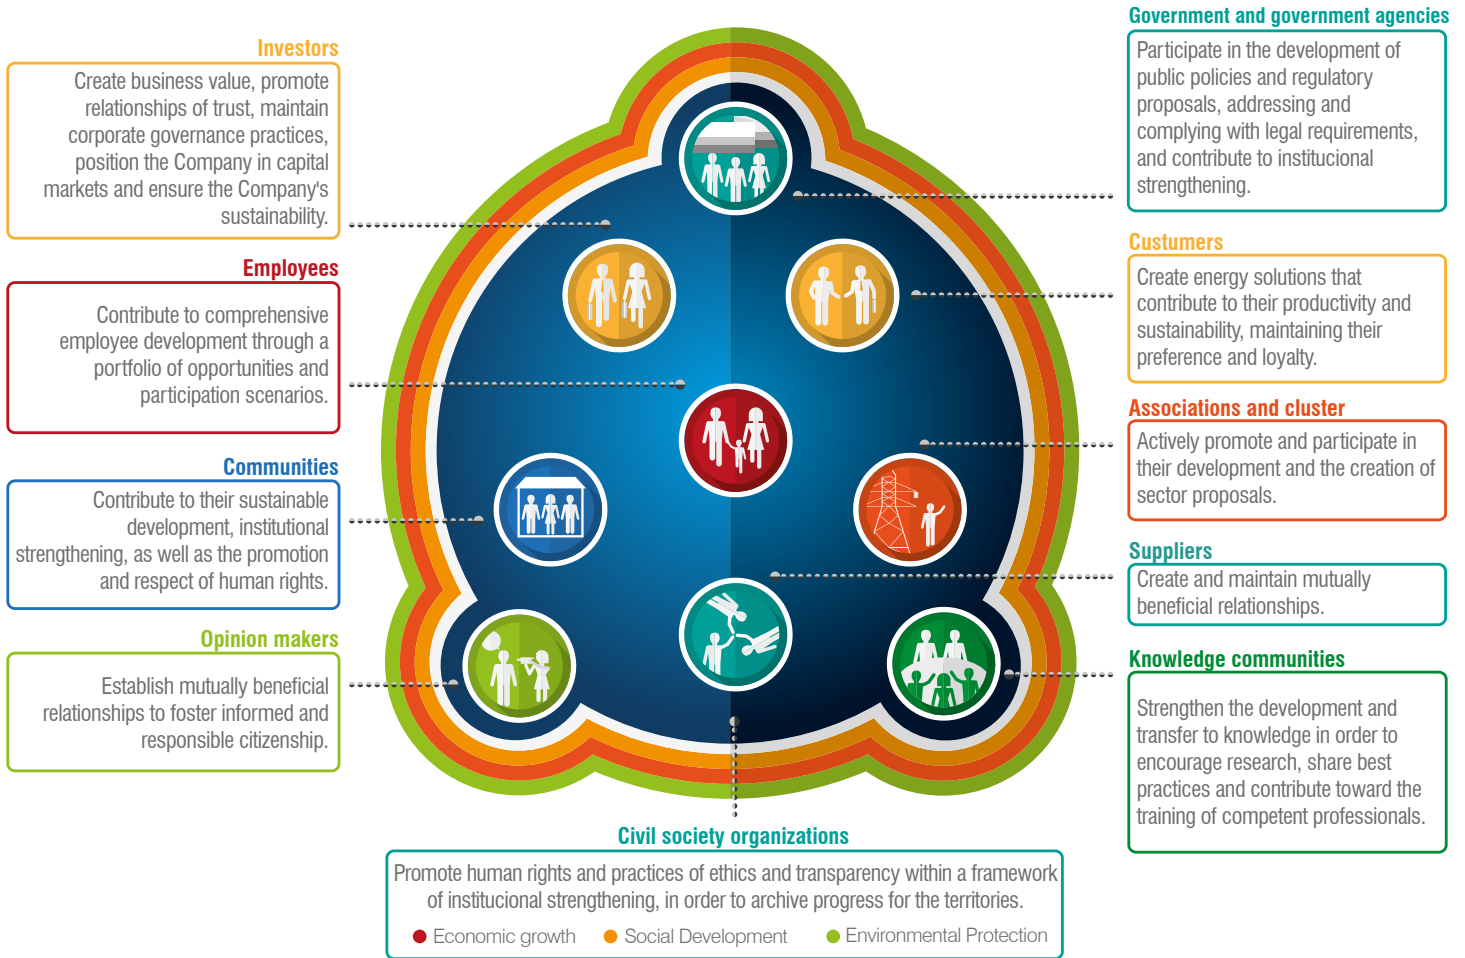 Investors
Create business value, promote
relationships of trust, maintain
corporate governance practices,
position the Company in capital
markets and ensure the Company's
sustainability.
Employees
Contribute to comprehensive
employee development through a
portfolio of opportunities and
participation scenarios.
Communities
Contribute to their sustainable
development, institutional
strengthening, as well as the promotion
and respect of human rights.
Opinion makers
Establish mutually beneficial
relationships to foster informed and
responsible citizenship.
Government and government agencies
Participate in the development of
public policies and regulatory
proposals, addressing and
complying with legal requirements,
and contribute to institucional
strengthening.
Custumers
Create energy solutions that
contribute to their productivity and
sustainability, maintaining their
preference and loyalty.
Associations and cluster
Actively promote and participate in
their development and the creation of
sector proposals.
Suppliers
Create and maintain mutually
beneficial relationships.
Knowledge communities
Strengthen the development and
transfer to knowledge in order to
encourage research, share best
practices and contribute toward the
training of competent professionals.
Civil society organizations
Promote human rights and practices of ethics and transparency within a framework
of institutional strengthening, in order to archive progress for the territories.
Economic growth
Social Development
Environmental Protection